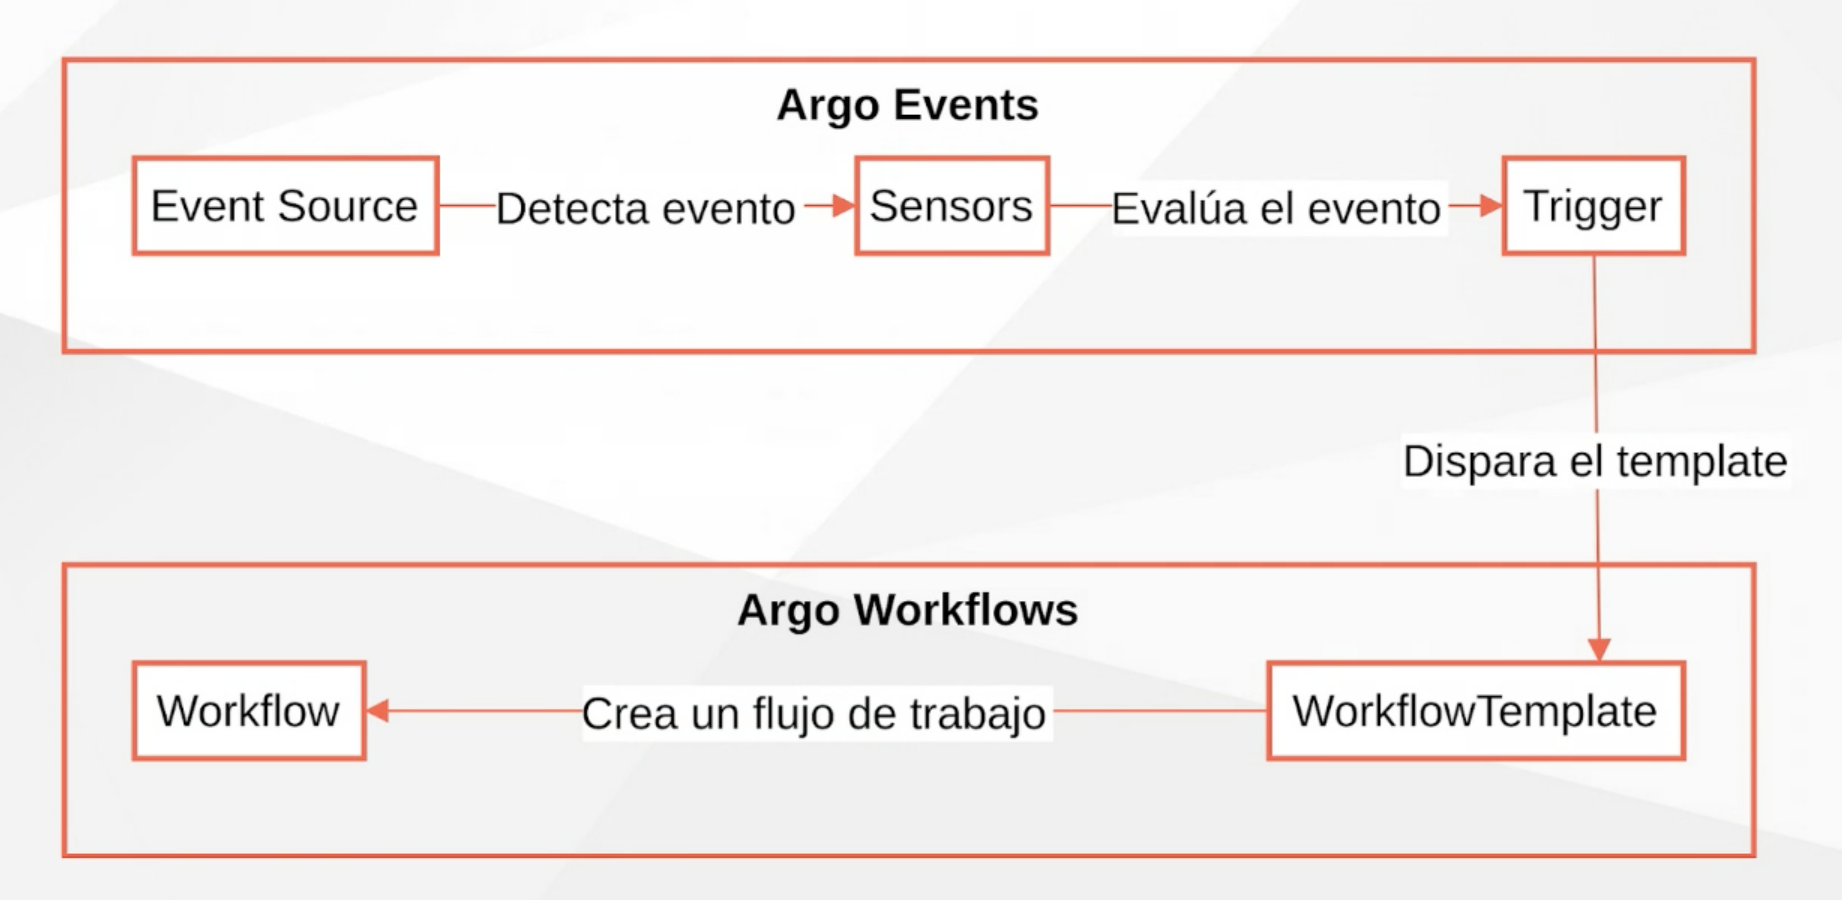 Argo Events
Event Source
Detecta evento
Sensors
Evalúa el evento
Trigger
Dispara el template
Argo Workflows
Workflow
Crea un flujo de trabajo
WorkflowTemplate